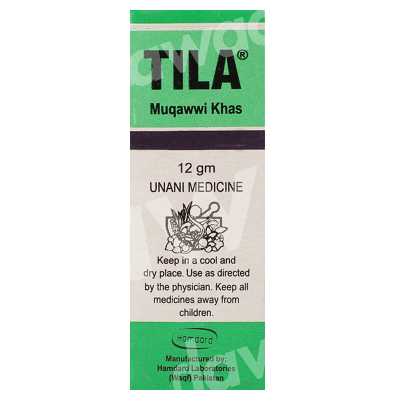 TILA®
Muqawwi Khas
12 gm
UNANI MEDICINE
Keep in a cool and
dry place. Use as directed
by the physician. Keep all
medicines away from
children.
Hamdard
Manufactured by:
Hamdard Laboratories
(Waqf) Pakistan